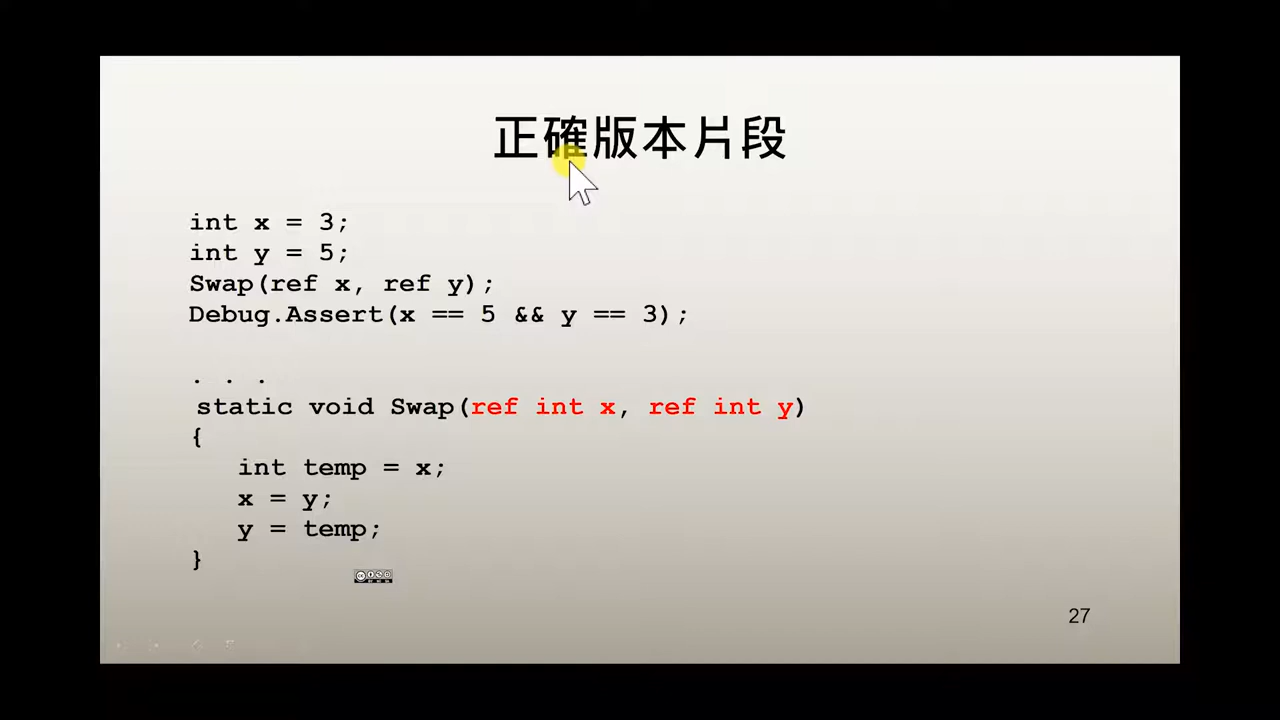 正確版本片段
int x = 3;
int y = 5;
Swap(ref x, ref y);
Debug.Assert(x == 5 && y == 3);
. . .
static void Swap(ref int x, ref int y)
{
int temp = x;
x = y;
y = temp;
}
27